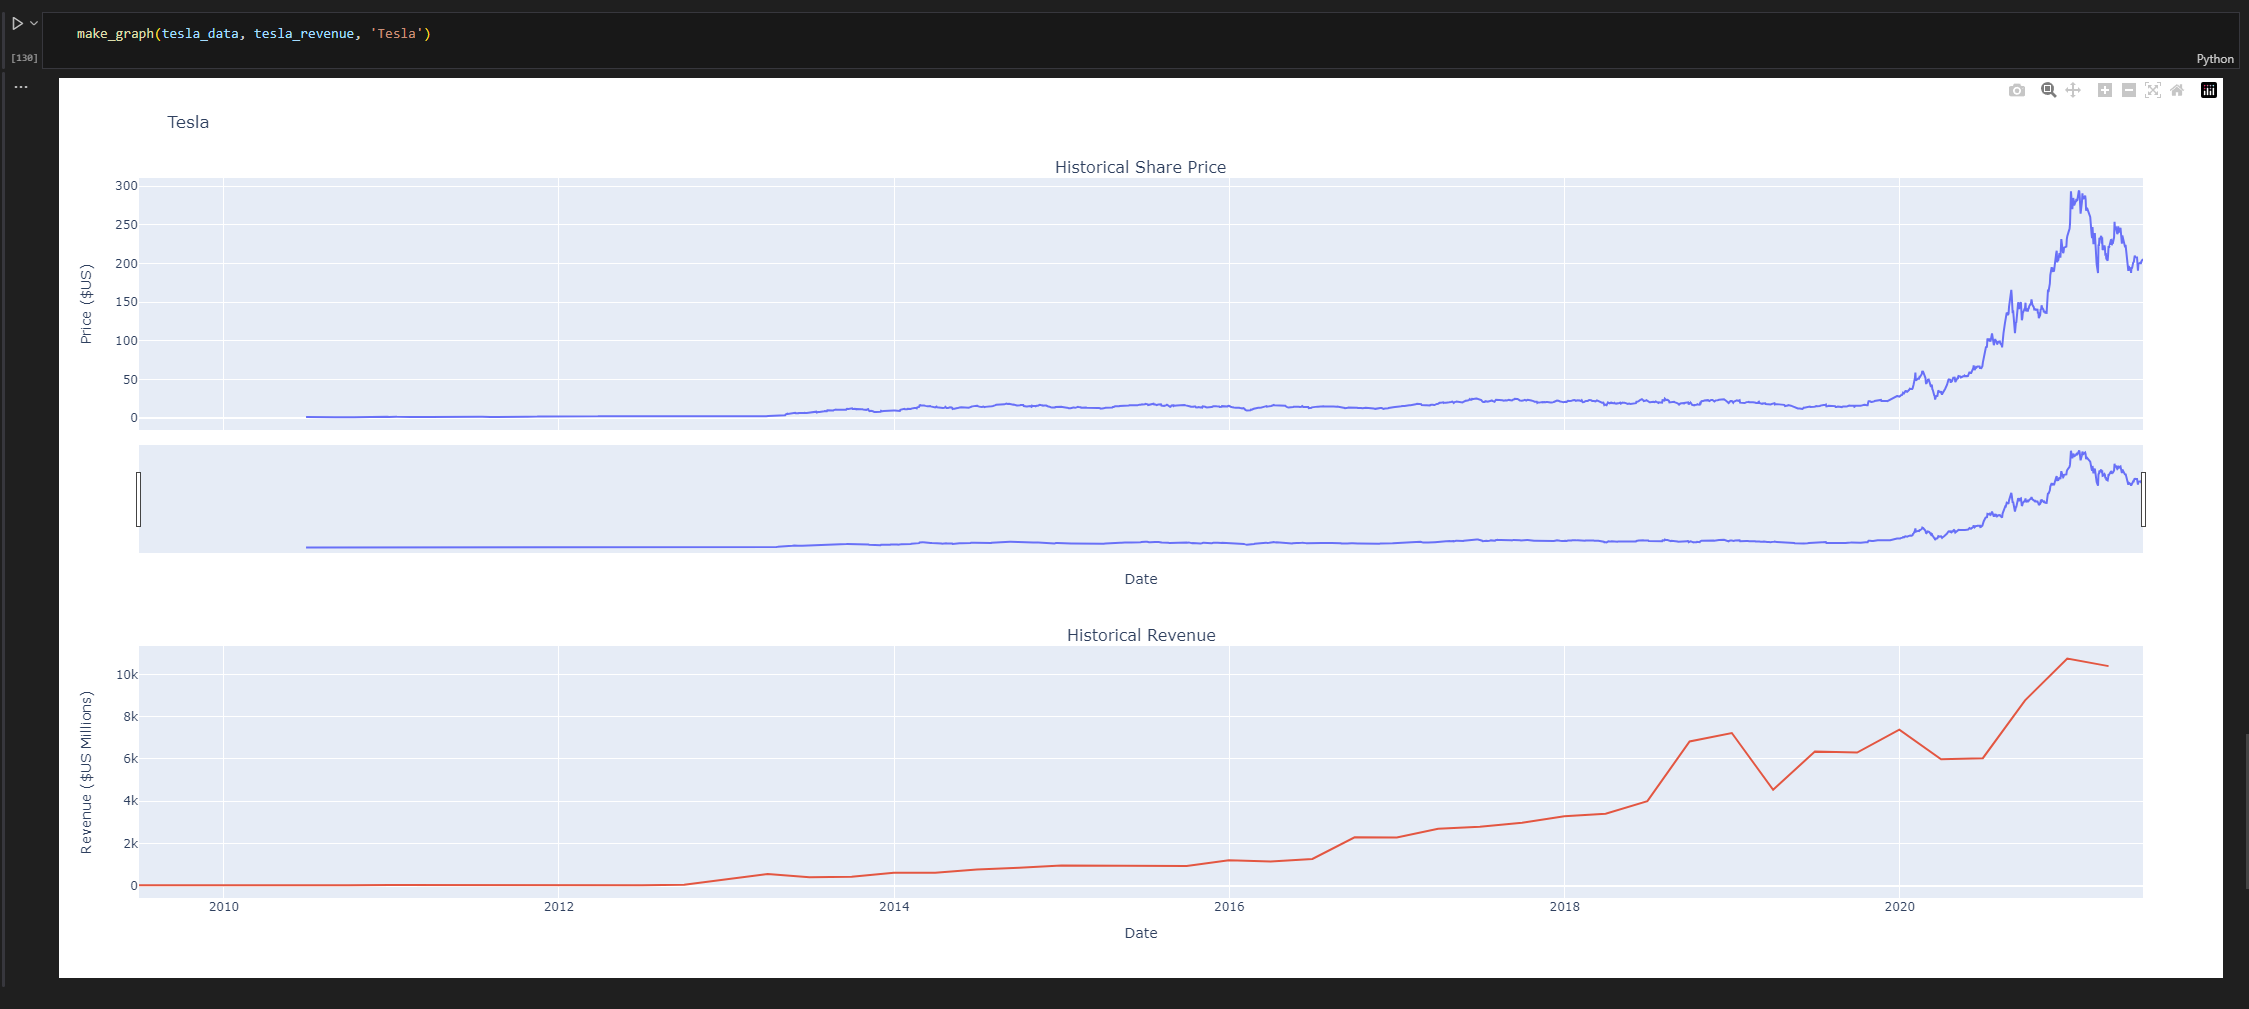 make_graph(tesla_data, tesla_revenue, 'Tesla')
[130]
Python
...
Tesla
Historical Share Price
300
250
200
150
100
50
0
Price ($US)
Date
Historical Revenue
10k
8k
6k
4k
2k
0
Revenue ($US Millions)
2010 2012 2014 2016 2018 2020
Date